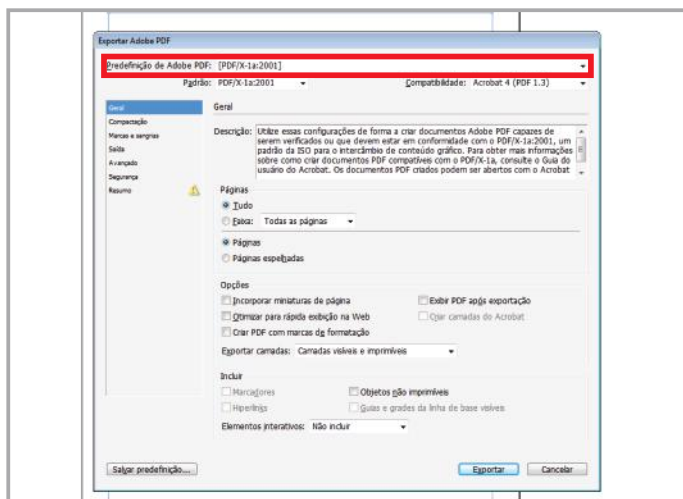 Exportar Adobe PDF
Predefinição de Adobe PDF: [PDF/X-1a:2001]
Padrão: PDF/X-1a:2001 Compatibilidade: Acrobat 4 (PDF 1.3)
Geral
Compactação
Marcas e sangrias
Saída
Avançado
Segurança
Resumo
Geral
Descrição: Utilize essas configurações de forma a criar documentos Adobe PDF capazes de
serem verificados ou que devem estar em conformidade com o PDF/X-1a:2001, um
padrão da ISO para o intercâmbio de conteúdo gráfico. Para obter mais informações
sobre como criar documentos PDF compatíveis com o PDF/X-1a, consulte o Guia do
usuário do Acrobat. Os documentos PDF criados podem ser abertos com o Acrobat
Páginas
Tudo
Faixa: Todas as páginas
Páginas
Páginas espelhadas
Opções
Incorporar miniaturas de página Exibir PDF após exportação
Otimizar para rápida exibição na Web Criar camadas do Acrobat
Criar PDF com marcas de formatação
Exportar camadas: Camadas visíveis e imprimíveis
Incluir
Marcadores Objetos não imprimíveis
Hiperlinks Guias e grades da linha de base visíveis
Elementos interativos: Não incluir
Salvar predefinição... Exportar Cancelar